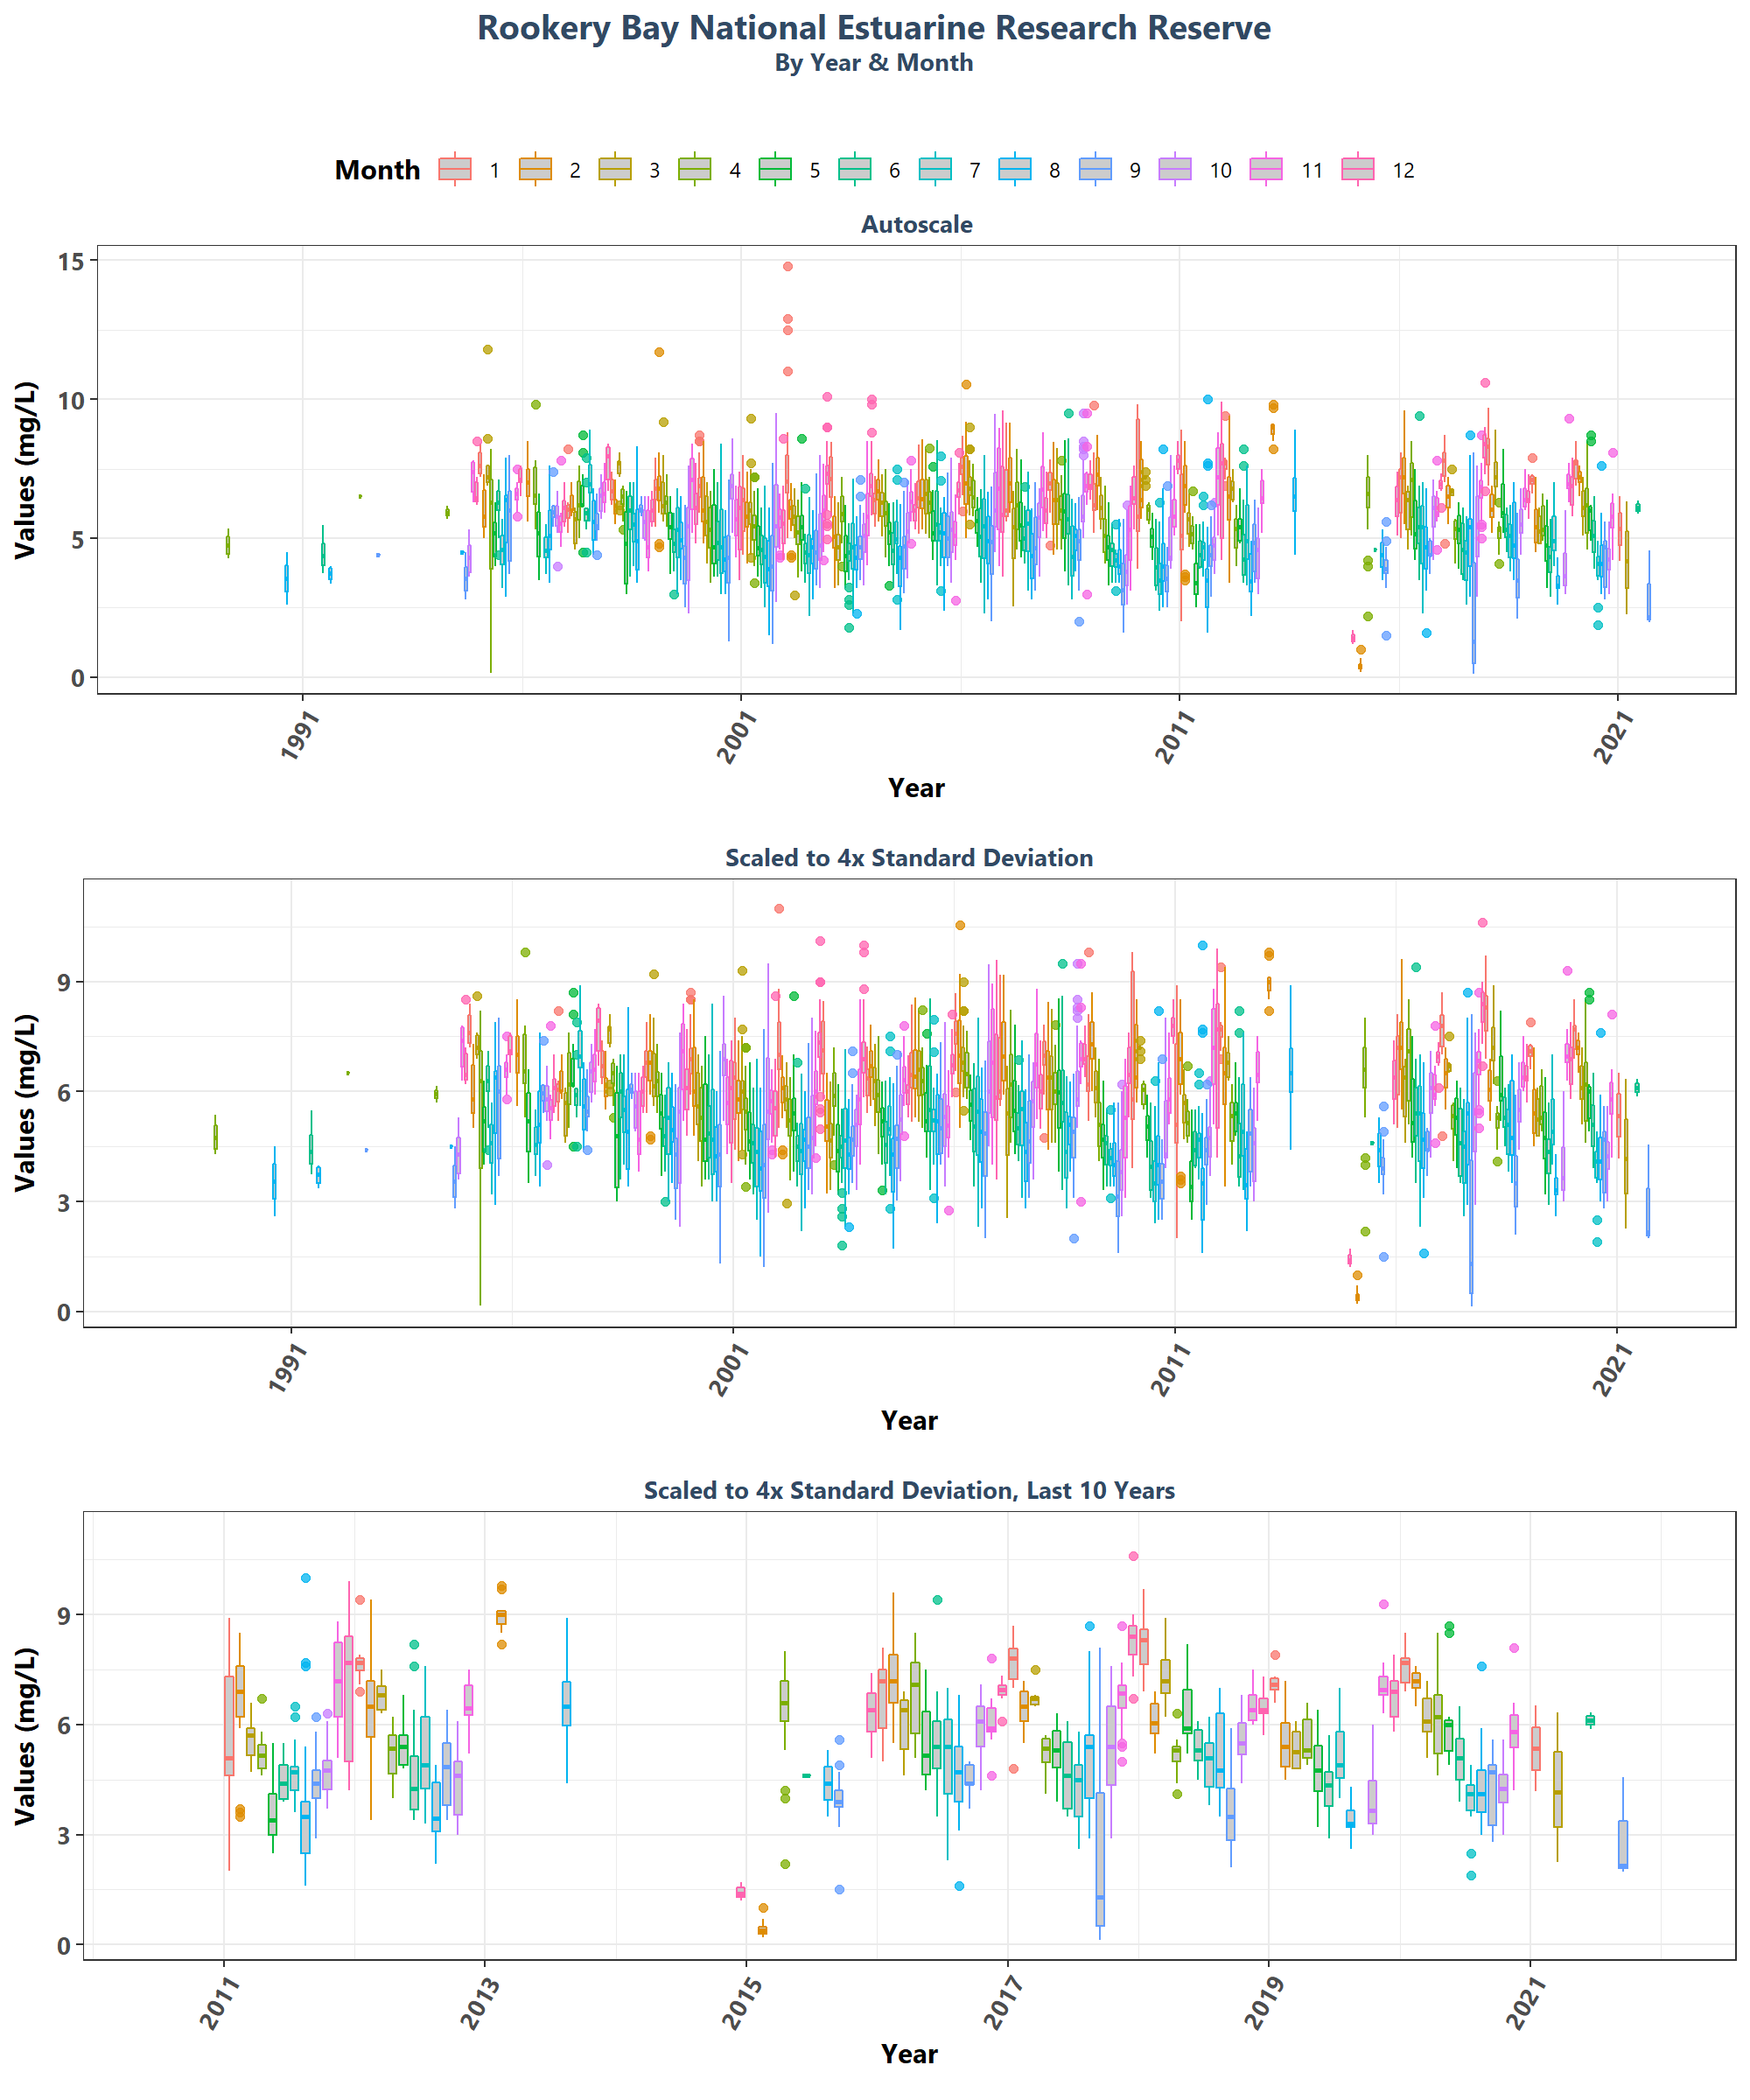 Rookery Bay National Estuarine Research Reserve
By Year & Month
Month 1 2 3 4 5 6 7 8 9 10 11 12
Autoscale
Values (mg/L)
15
10
5
0
1991 2001 2011 2021
Year
Scaled to 4x Standard Deviation
Values (mg/L)
9
6
3
0
1991 2001 2011 2021
Year
Scaled to 4x Standard Deviation, Last 10 Years
Values (mg/L)
9
6
3
0
2011 2013 2015 2017 2019 2021
Year